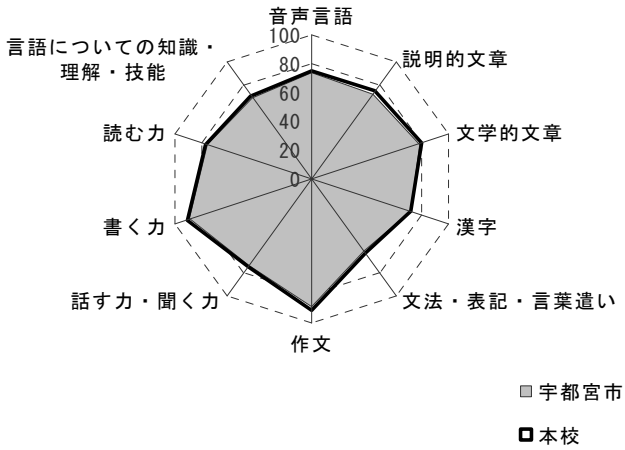 音声言語
説明的文章
文学的文章
漢字
文法・表記・言葉遣い
作文
話す力・聞く力
書く力
読む力
言語についての知識・
理解・技能
100
80
60
40
20
0
宇都宮市
本校